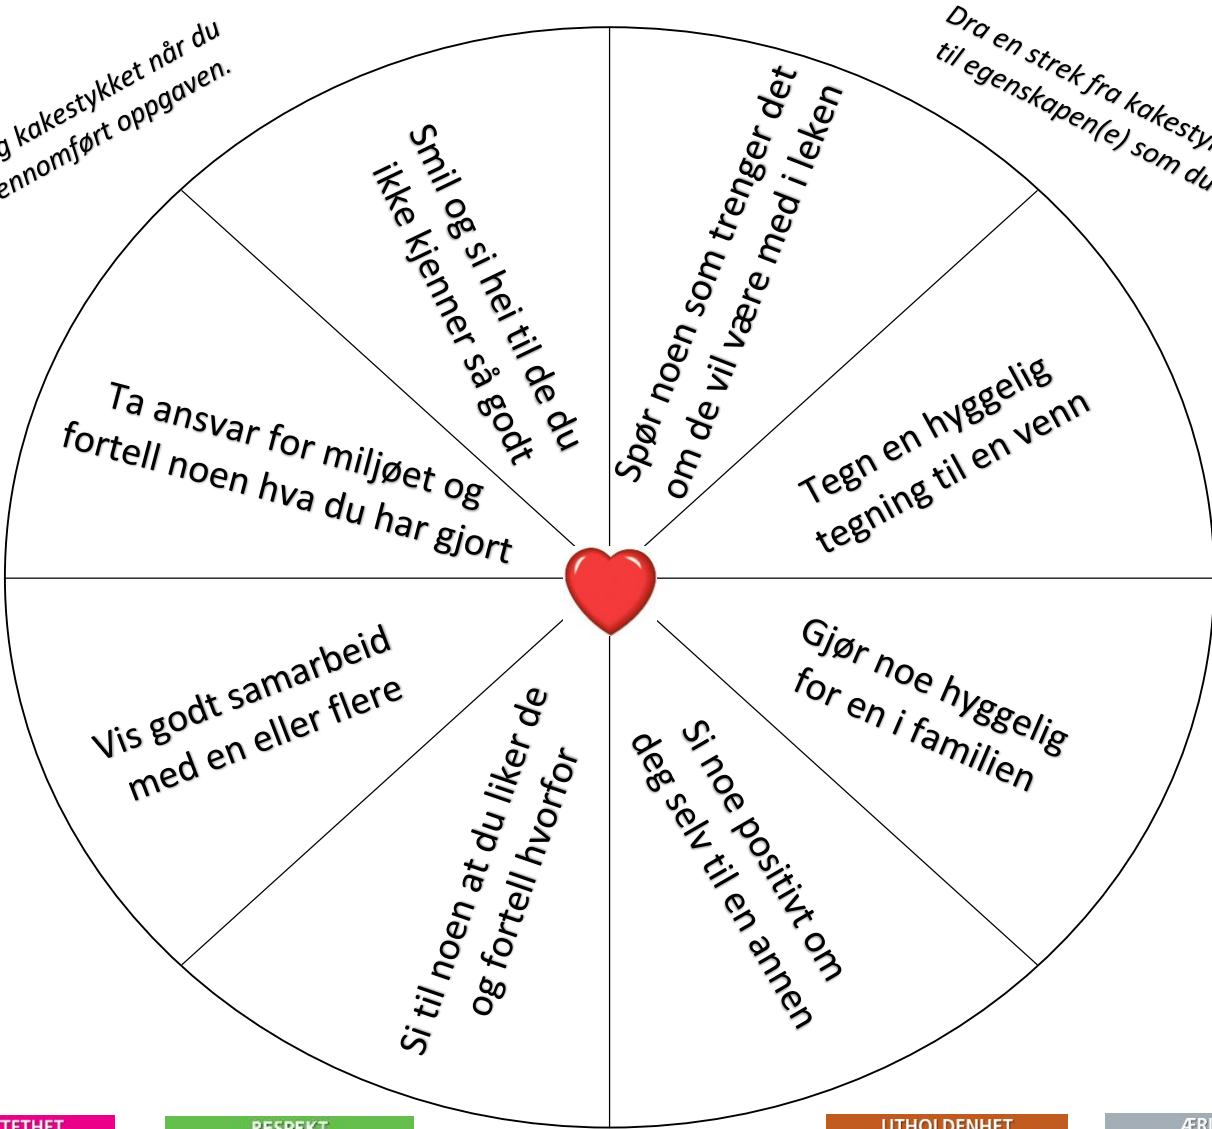 kakestykket når du
oppgaven.
Dra en strek fra
til egenskapen(e) som du
Smil og si hei til de du
ikke kjenner så godt
Spør noen som trenger det
om de vil være med i leken
Ta ansvar for miljøet og
fortell noen hva du har gjort
Tegn en hyggelig
tegning til en venn
Vis godt samarbeid
med en eller flere
Gjør noe hyggelig
for en i familien
Si til noen at du liker de
og fortell hvorfor
Si noe positivt om
deg selv til en annen
RESPEKT
UTHOLDENHET